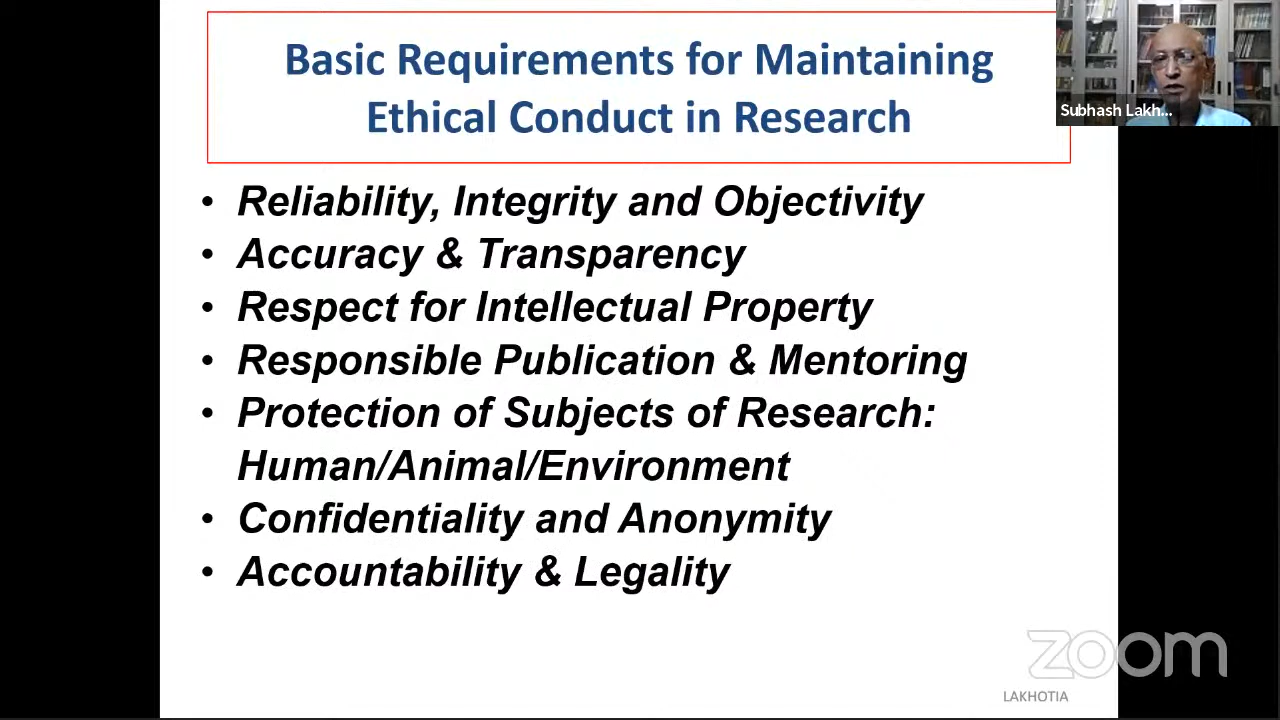 Basic Requirements for Maintaining
Ethical Conduct in Research
Subhash Lakh...
• Reliability, Integrity and Objectivity
• Accuracy & Transparency
• Respect for Intellectual Property
• Responsible Publication & Mentoring
• Protection of Subjects of Research:
Human/Animal/Environment
• Confidentiality and Anonymity
• Accountability & Legality
zoom
LAKHOTIA